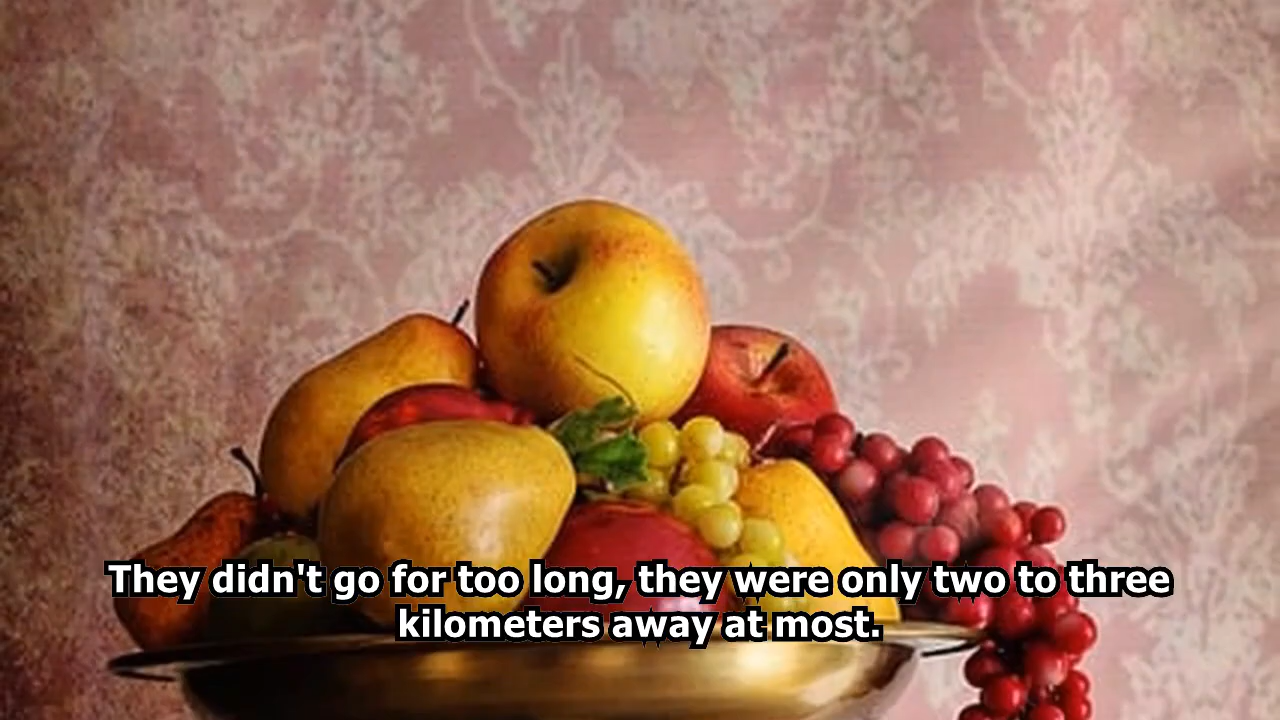 They didn't go for too long, they were only two to three
kilometers away at most.